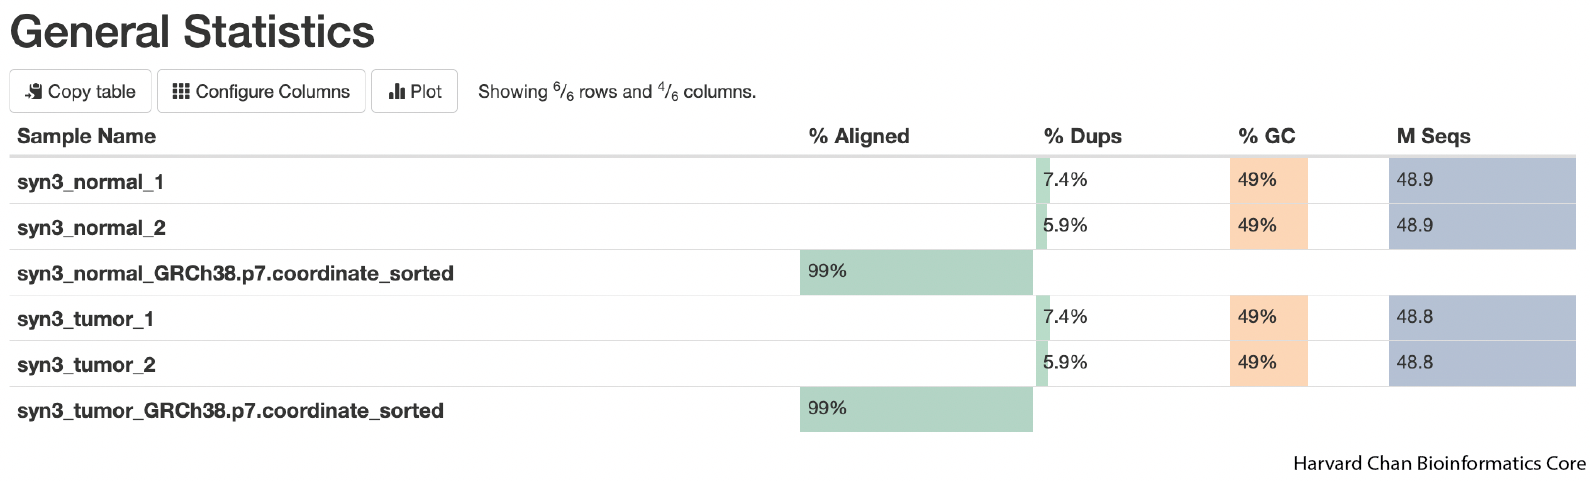 General Statistics
Copy table Configure Columns Plot Showing 6/6 rows and 4/6 columns.
Sample Name % Aligned % Dups % GC M Seqs
syn3_normal_1 7.4% 49% 48.9
syn3_normal_2 5.9% 49% 48.9
syn3_normal_GRCh38.p7.coordinate_sorted 99%
syn3_tumor_1 7.4% 49% 48.8
syn3_tumor_2 5.9% 49% 48.8
syn3_tumor_GRCh38.p7.coordinate_sorted 99%
Harvard Chan Bioinformatics Core